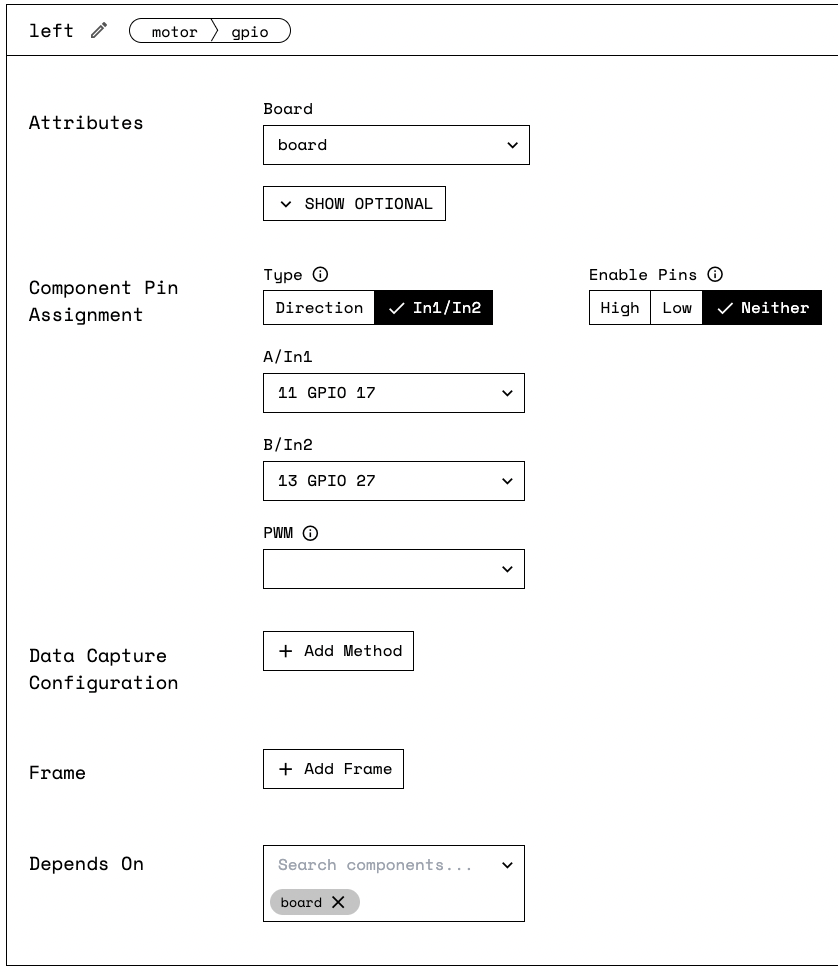 left motor gpio
Attributes
Board
board
SHOW OPTIONAL
Component Pin
Assignment
Type
Direction In1/In2
Enable Pins
High Low Neither
A/In1
11 GPIO 17
B/In2
13 GPIO 27
PWM
Data Capture
Configuration
+ Add Method
Frame
+ Add Frame
Depends On
Search components...
board